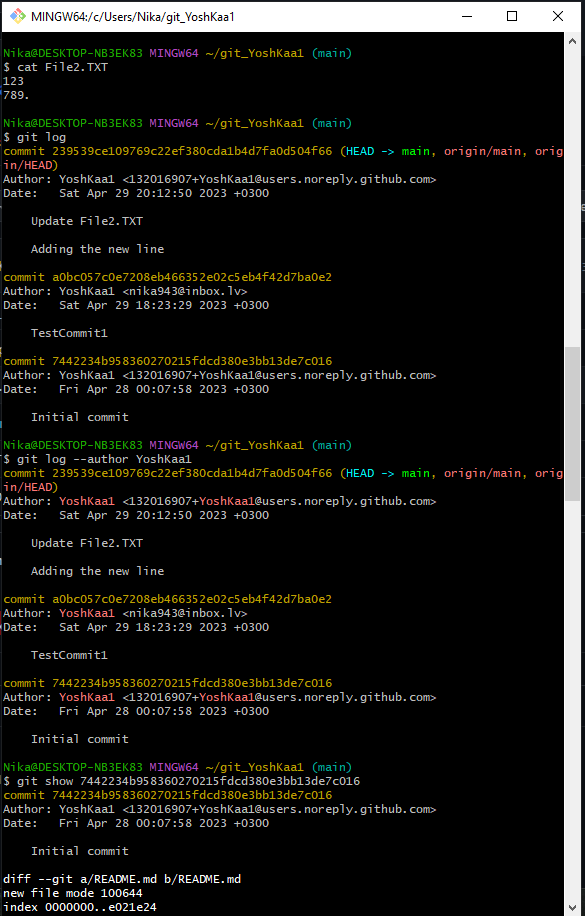 MINGW64:/c/Users/Nika/git_YoshKaa1
Nika@DESKTOP-NB3EK83 MINGW64 ~/git_YoshKaa1 (main)
$ cat File2.TXT
123
789.
Nika@DESKTOP-NB3EK83 MINGW64 ~/git_YoshKaa1 (main)
$ git log
commit 239539ce109769c22ef380cda1b4d7fa0d504f66 (HEAD -> main, origin/main, orig
in/HEAD)
Author: YoshKaa1 <132016907+YoshKaa1@users.noreply.github.com>
Date:   Sat Apr 29 20:12:50 2023 +0300
    Update File2.TXT
    Adding the new line
commit a0bc057c0e7208eb466352e02c5eb4f42d7ba0e2
Author: YoshKaa1 <nika943@inbox.lv>
Date:   Sat Apr 29 18:23:29 2023 +0300
    TestCommit1
commit 7442234b958360270215fdcd380e3bb13de7c016
Author: YoshKaa1 <132016907+YoshKaa1@users.noreply.github.com>
Date:   Fri Apr 28 00:07:58 2023 +0300
    Initial commit
Nika@DESKTOP-NB3EK83 MINGW64 ~/git_YoshKaa1 (main)
$ git log --author YoshKaa1
commit 239539ce109769c22ef380cda1b4d7fa0d504f66 (HEAD -> main, origin/main, orig
in/HEAD)
Author: YoshKaa1 <132016907+YoshKaa1@users.noreply.github.com>
Date:   Sat Apr 29 20:12:50 2023 +0300
    Update File2.TXT
    Adding the new line
commit a0bc057c0e7208eb466352e02c5eb4f42d7ba0e2
Author: YoshKaa1 <nika943@inbox.lv>
Date:   Sat Apr 29 18:23:29 2023 +0300
    TestCommit1
commit 7442234b958360270215fdcd380e3bb13de7c016
Author: YoshKaa1 <132016907+YoshKaa1@users.noreply.github.com>
Date:   Fri Apr 28 00:07:58 2023 +0300
    Initial commit
Nika@DESKTOP-NB3EK83 MINGW64 ~/git_YoshKaa1 (main)
$ git show 7442234b958360270215fdcd380e3bb13de7c016
commit 7442234b958360270215fdcd380e3bb13de7c016
Author: YoshKaa1 <132016907+YoshKaa1@users.noreply.github.com>
Date:   Fri Apr 28 00:07:58 2023 +0300
    Initial commit
diff --git a/README.md b/README.md
new file mode 100644
index 0000000..e021e24